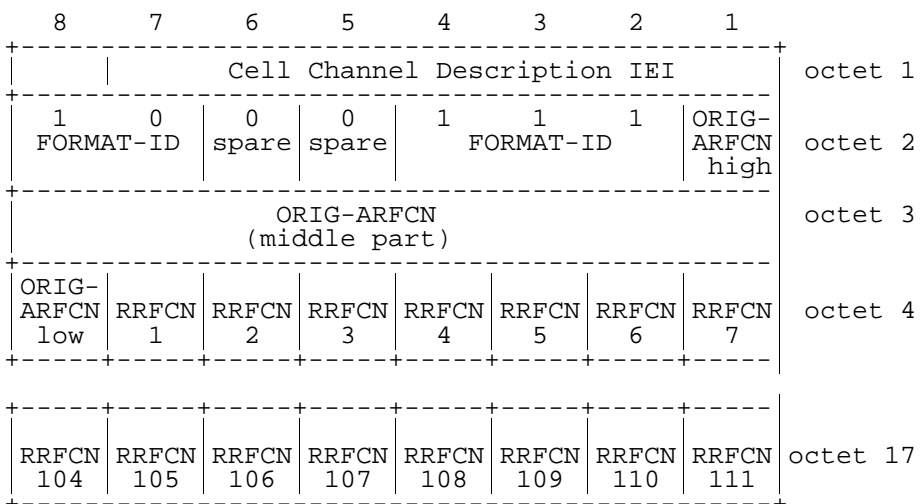 8 7 6 5 4 3 2 1
Cell Channel Description IEI octet 1
1 0 0 0 1 1 1 ORIG-
FORMAT-ID spare spare FORMAT-ID ARFCN octet 2
high
ORIG-ARFCN octet 3
(middle part)
ORIG-
ARFCN RRFCN RRFCN RRFCN RRFCN RRFCN RRFCN RRFCN octet 4
low 1 2 3 4 5 6 7
RRFCN RRFCN RRFCN RRFCN RRFCN RRFCN RRFCN RRFCN octet 17
104 105 106 107 108 109 110 111